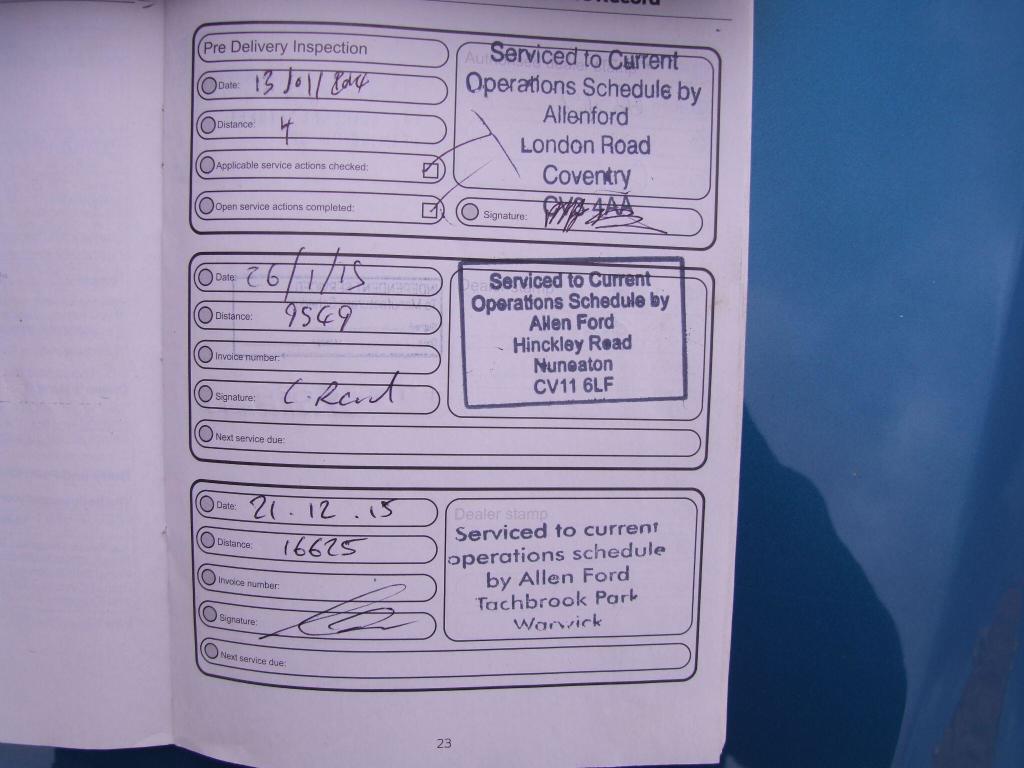 Record
Pre Delivery Inspection
Date: 13/01/2014
Distance: 4
Applicable service actions checked:
Open service actions completed:
Serviced to Current
Operations Schedule by
Allenford
London Road
Coventry
4AA
Signature:
Date: 26/1/15
Distance: 9549
Invoice number:
Signature:
Next service due:
Dealer stamp
Serviced to Current
Operations Schedule by
Allen Ford
Hinckley Road
Nuneaton
CV11 6LF
Date: 21.12.15
Distance: 16625
Invoice number:
Signature:
Next service due:
Dealer stamp
Serviced to current
operations schedule
by Allen Ford
Tachbrook Park
Warwick
23